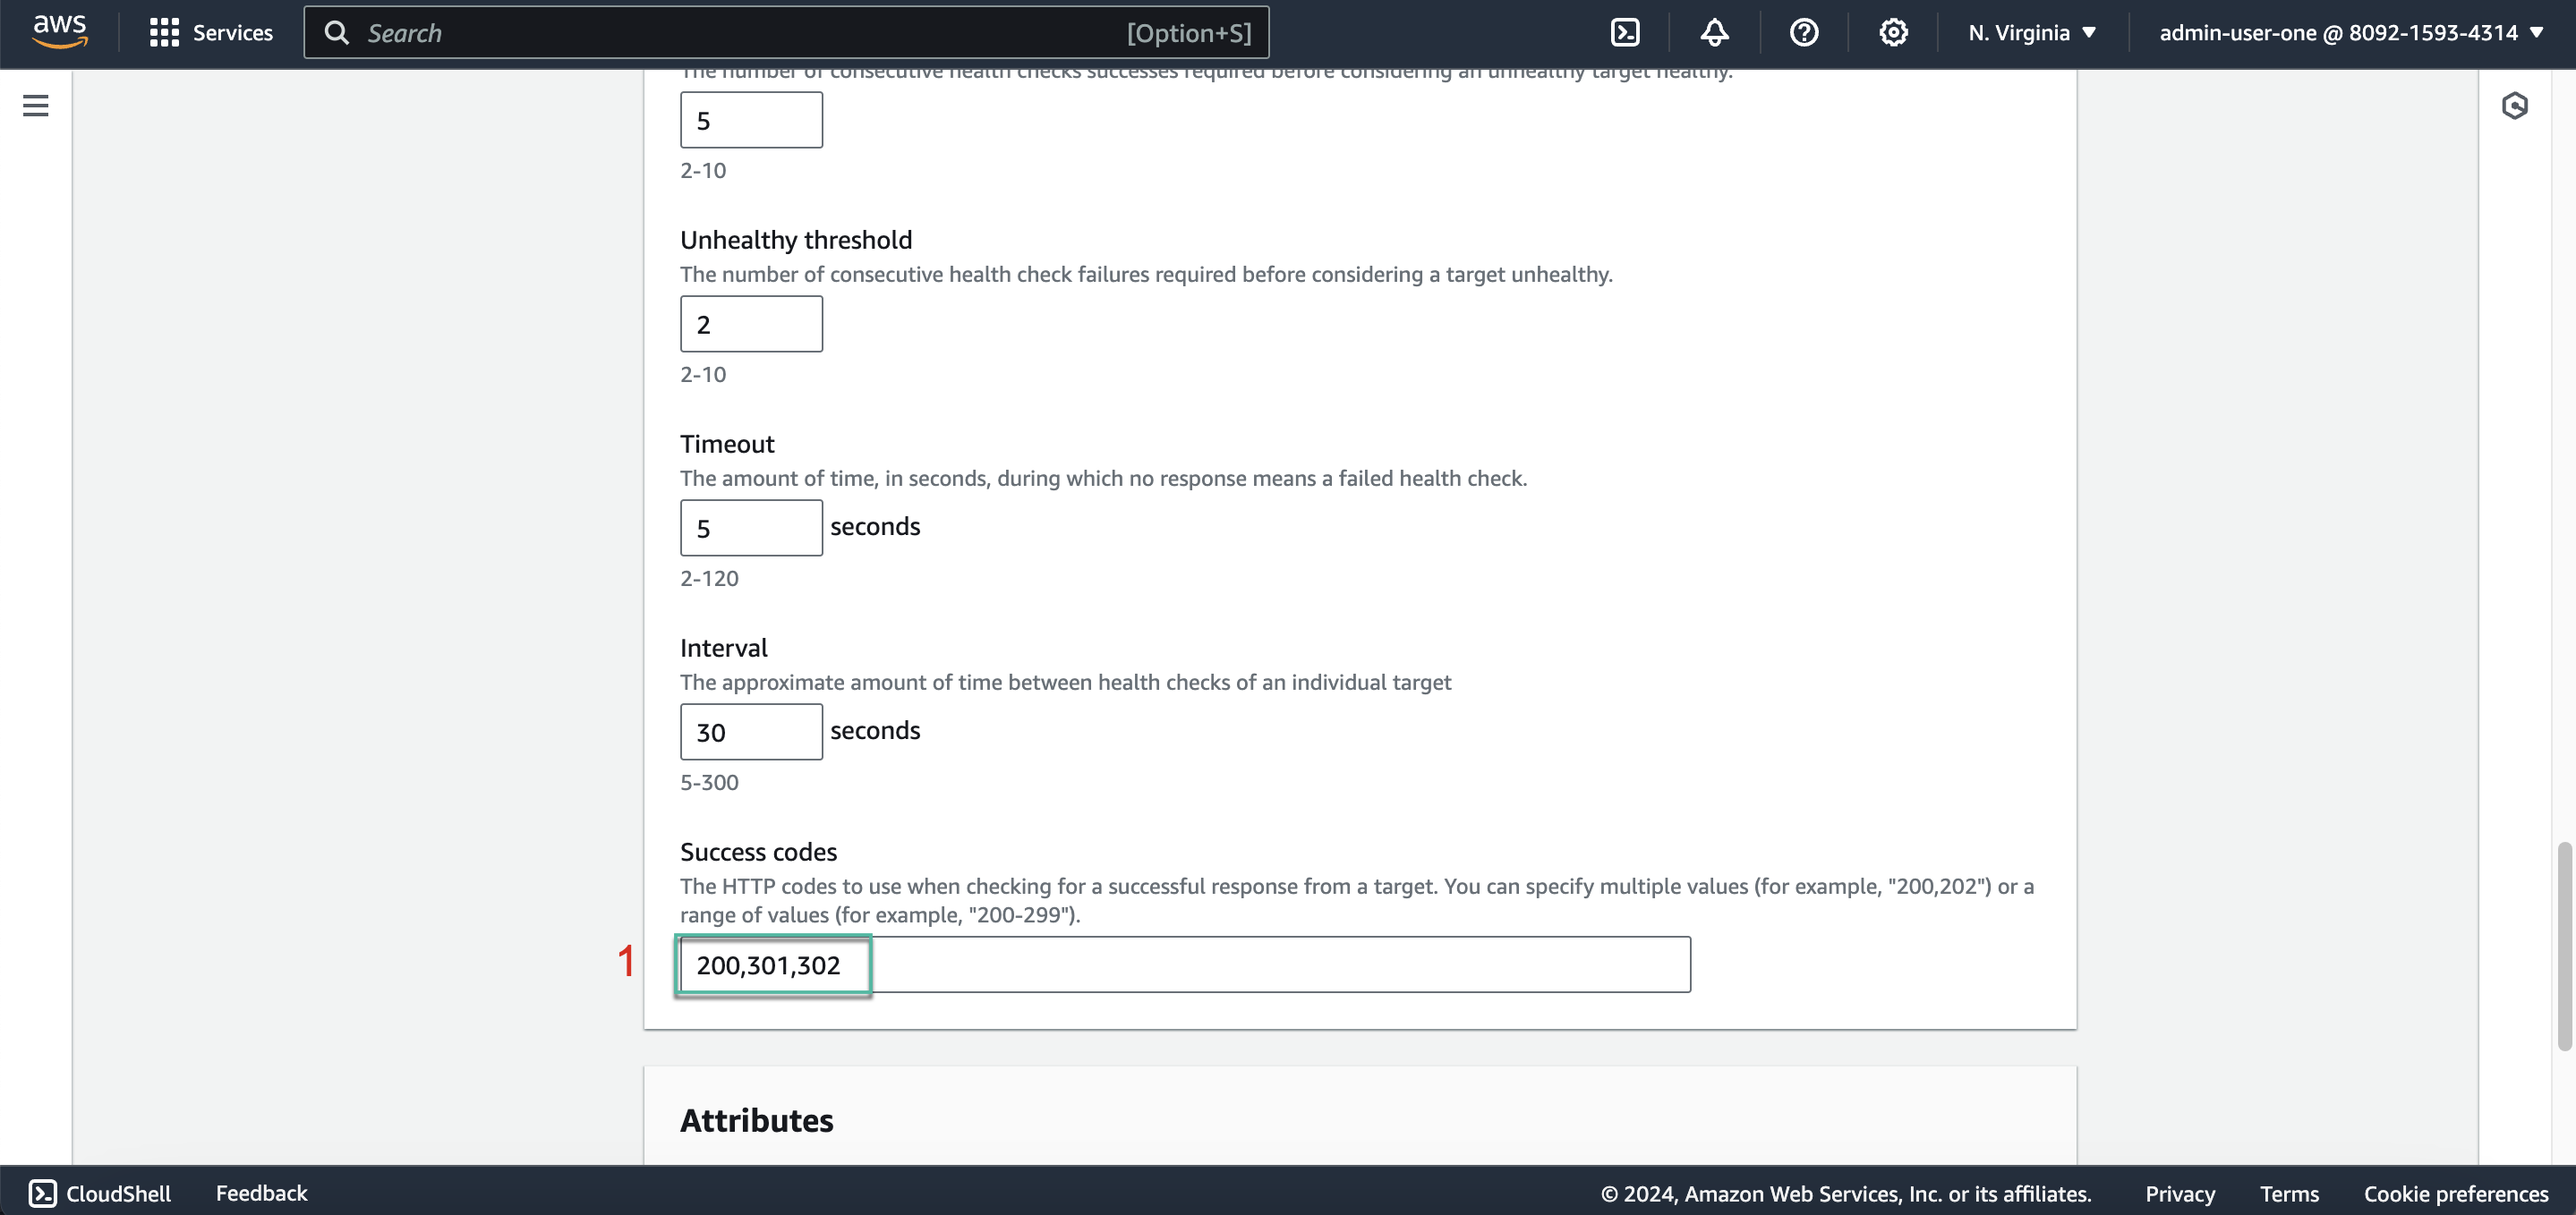 aws
Services
Search
[Option+S]
N. Virginia
admin-user-one @ 8092-1593-4314
The number of consecutive health checks successes required before considering an unhealthy target healthy.
5
2-10
Unhealthy threshold
The number of consecutive health check failures required before considering a target unhealthy.
2
2-10
Timeout
The amount of time, in seconds, during which no response means a failed health check.
5 seconds
2-120
Interval
The approximate amount of time between health checks of an individual target
30 seconds
5-300
Success codes
The HTTP codes to use when checking for a successful response from a target. You can specify multiple values (for example, "200,202") or a
range of values (for example, "200-299").
1 200,301,302
Attributes
CloudShell
Feedback
© 2024, Amazon Web Services, Inc. or its affiliates.
Privacy
Terms
Cookie preferences